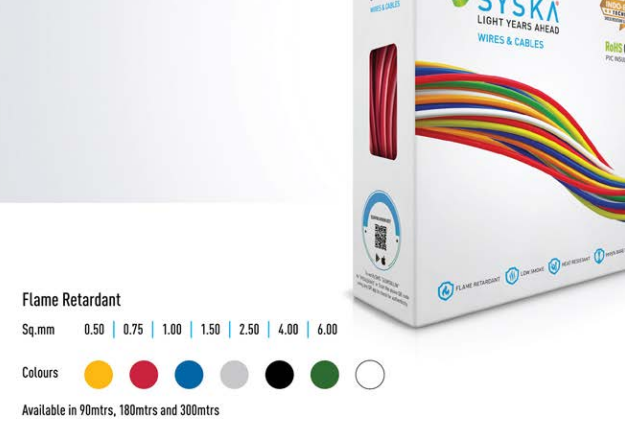 WIRES & CABLES
SYSKA
LIGHT YEARS AHEAD
WIRES & CABLES
RoHS
FLAME RETARDANT
LOW SMOKE
HEAT RESISTANT
Flame Retardant
Sq.mm 0.50 | 0.75 | 1.00 | 1.50 | 2.50 | 4.00 | 6.00
Colours
Available in 90mtrs, 180mtrs and 300mtrs